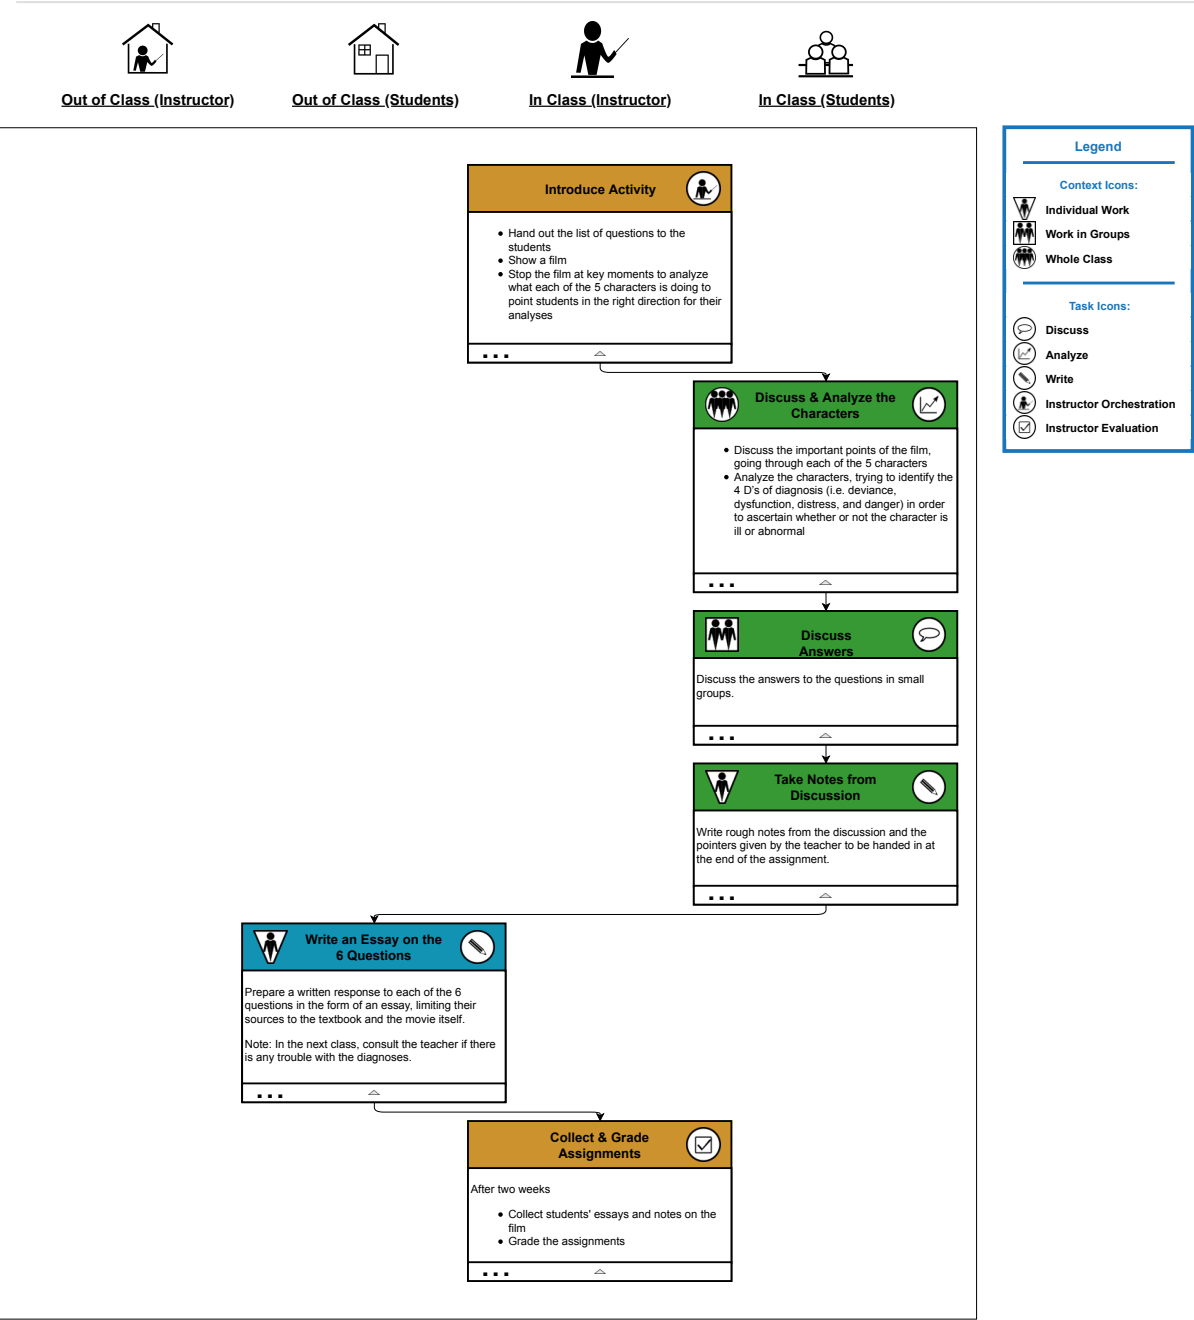 Out of Class (Instructor)
Out of Class (Students)
In Class (Instructor)
In Class (Students)
Legend
Context Icons:
Individual Work
Work in Groups
Whole Class
Task Icons:
Discuss
Analyze
Write
Instructor Orchestration
Instructor Evaluation
Introduce Activity
• Hand out the list of questions to the
students
• Show a film
• Stop the film at key moments to analyze
what each of the 5 characters is doing to
point students in the right direction for their
analyses
Discuss & Analyze the
Characters
• Discuss the important points of the film,
going through each of the 5 characters
• Analyze the characters, trying to identify the
4 D's of diagnosis (i.e. deviance,
dysfunction, distress, and danger) in order
to ascertain whether or not the character is
ill or abnormal
Discuss
Answers
Discuss the answers to the questions in small
groups.
Take Notes from
Discussion
Write rough notes from the discussion and the
pointers given by the teacher to be handed in at
the end of the assignment.
Write an Essay on the
6 Questions
Prepare a written response to each of the 6
questions in the form of an essay, limiting their
sources to the textbook and the movie itself.
Note: In the next class, consult the teacher if there
is any trouble with the diagnoses.
Collect & Grade
Assignments
After two weeks
• Collect students' essays and notes on the
film
• Grade the assignments